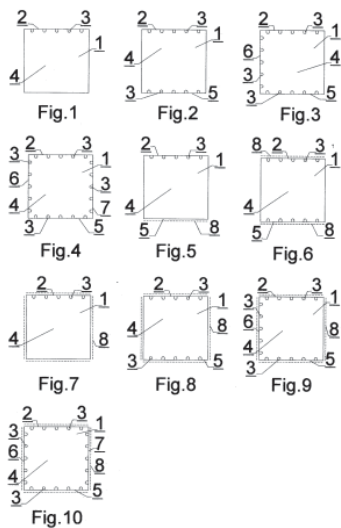 2 3 2 3 2 3
1 1 1
6
4 4 4
3
3 5 3 5
Fig.1 Fig.2 Fig.3
2 3 2 3 8 2 3
3 1 1 1
6 3
4 7 4 4
3 5 5 8 5 8
Fig.4 Fig.5 Fig.6
2 3 2 3 2 3
1 1 3 1
6
4 8 4 8 4 8
3 5 3 5
Fig.7 Fig.8 Fig.9
2 3
3 1
6 7
4 8
3 5
Fig.10